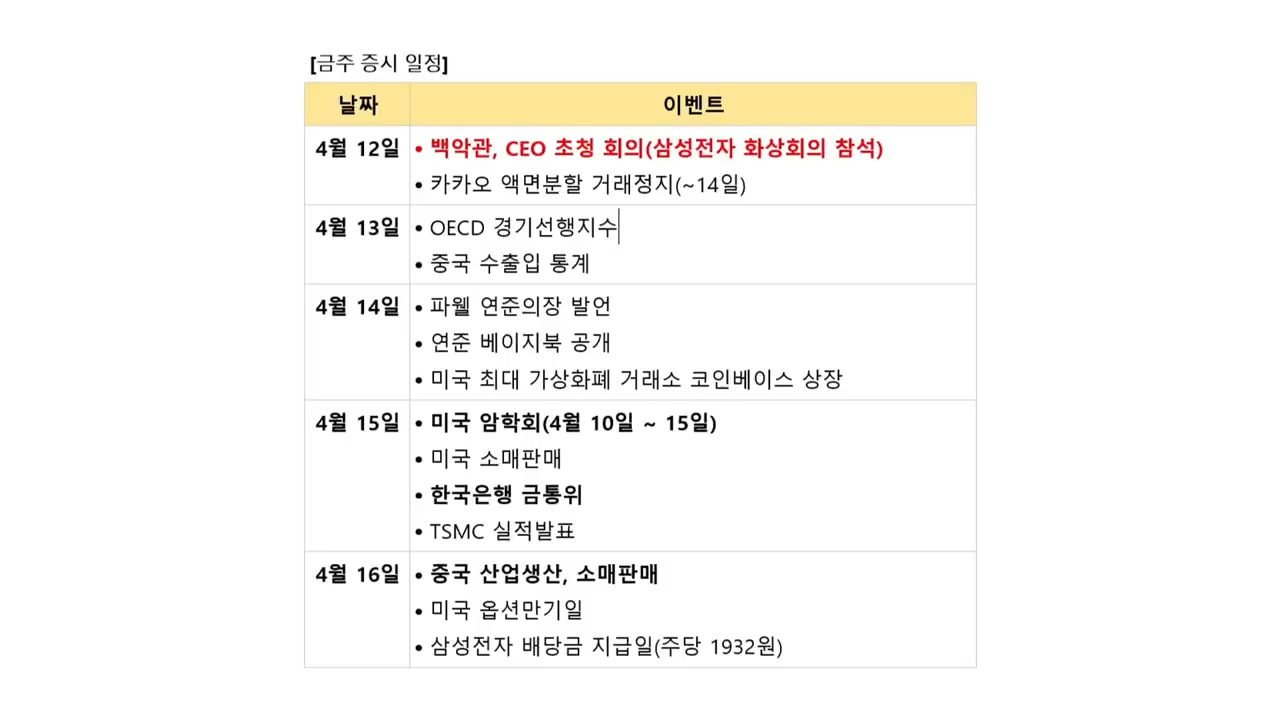 [금주 증시 일정]
날짜 이벤트
4월 12일 • 백악관, CEO 초청 회의(삼성전자 화상회의 참석)
• 카카오 액면분할 거래정지(~14일)
4월 13일 • OECD 경기선행지수
• 중국 수출입 통계
4월 14일 • 파웰 연준의장 발언
• 연준 베이지북 공개
• 미국 최대 가상화폐 거래소 코인베이스 상장
4월 15일 • 미국 암학회(4월 10일 ~ 15일)
• 미국 소매판매
• 한국은행 금통위
• TSMC 실적발표
4월 16일 • 중국 산업생산, 소매판매
• 미국 옵션만기일
• 삼성전자 배당금 지급일(주당 1932원)